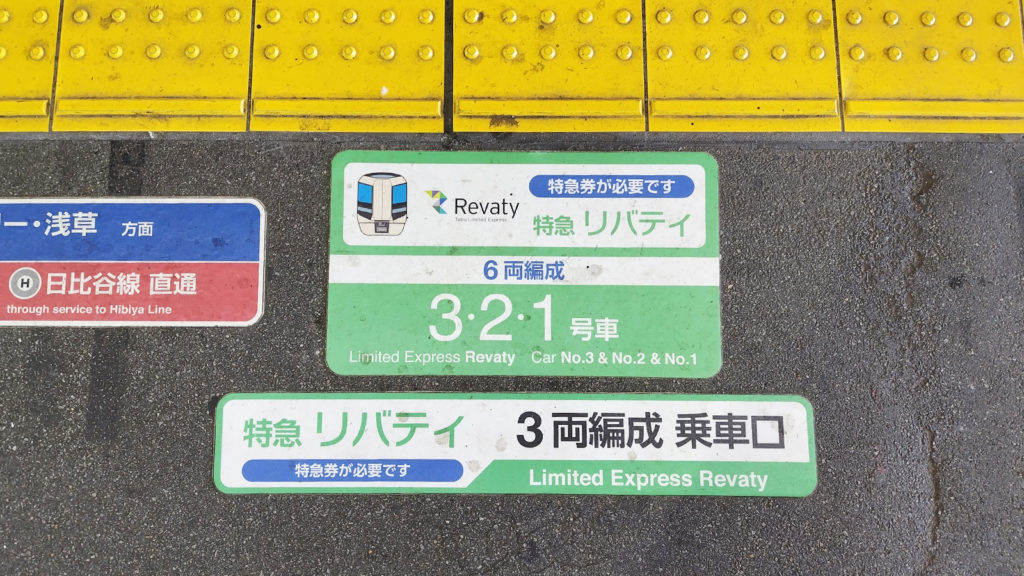 ー・浅草 方面
H 日比谷線 直通
through service to Hibiya Line
Revaty
Tobu Limited Express
特急券が必要です
特急 リバティ
6両編成
3・2・1 号車
Limited Express Revaty Car No.3 & No.2 & No.1
特急 リバティ
特急券が必要です
3両編成 乗車口
Limited Express Revaty